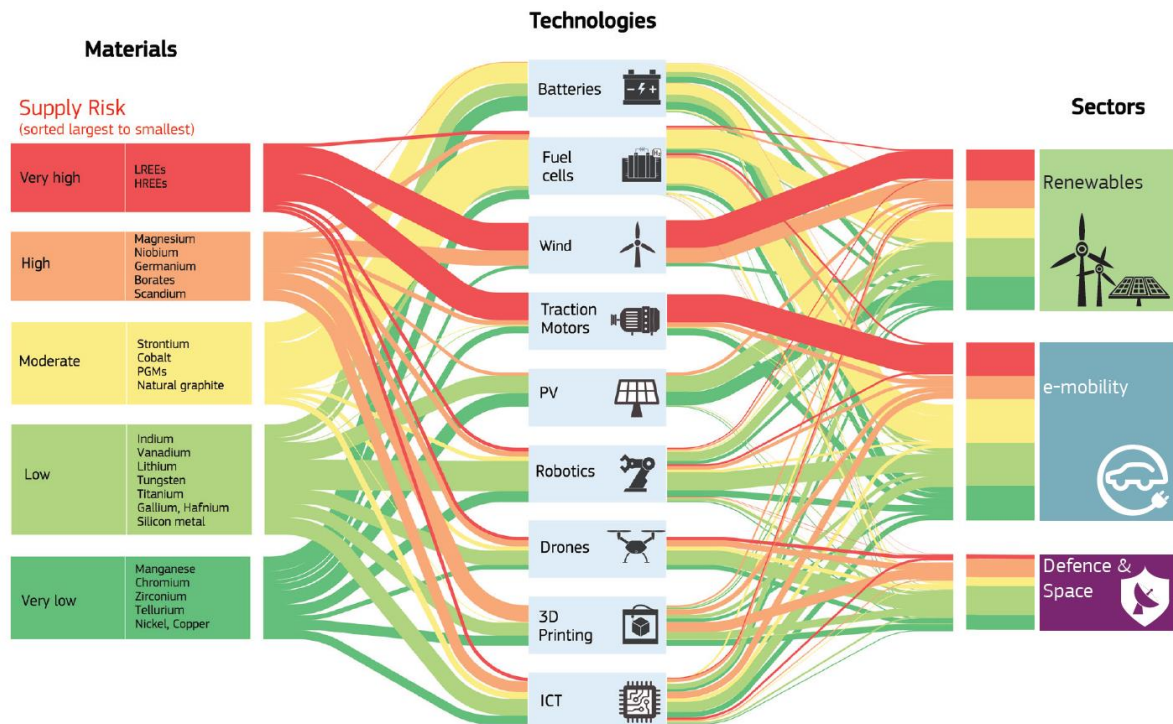 Technologies
Materials
Supply Risk
(sorted largest to smallest)
Sectors
Very high
LREEs
HREEs
High
Magnesium
Niobium
Germanium
Borates
Scandium
Moderate
Strontium
Cobalt
PGMs
Natural graphite
Low
Indium
Vanadium
Lithium
Tungsten
Titanium
Gallium, Hafnium
Silicon metal
Very low
Manganese
Chromium
Zirconium
Tellurium
Nickel, Copper
Batteries
Fuel
cells
H2
Wind
Traction
Motors
PV
Robotics
Drones
3D
Printing
ICT
Renewables
e-mobility
Defence &
Space